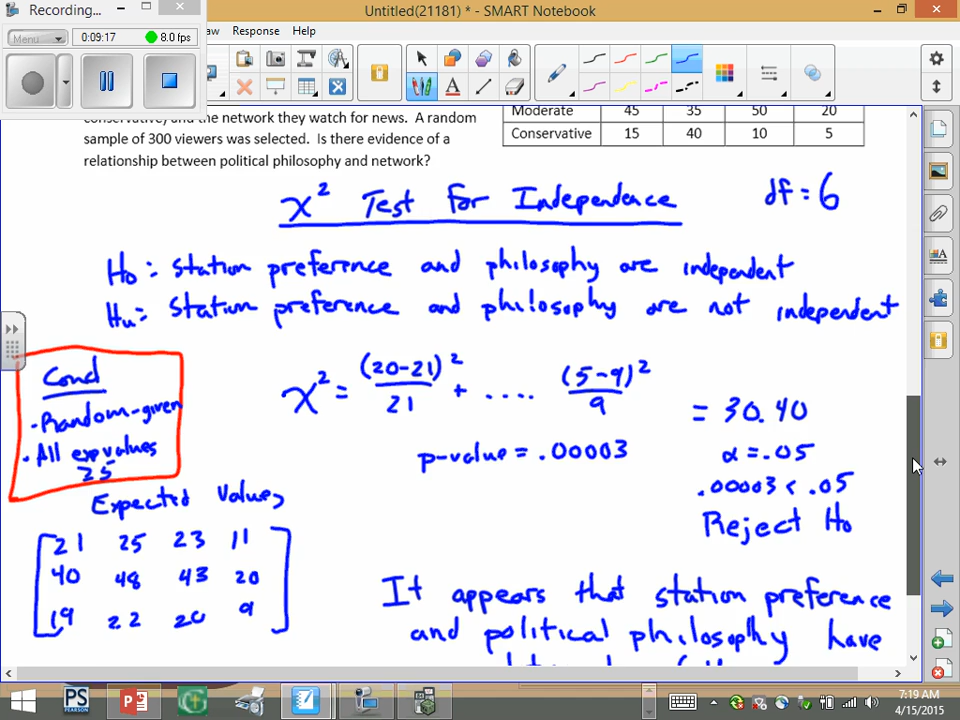 Recording...
Untitled(21181) * - SMART Notebook
Menu
0:09:17
8.0 fps
aw Response Help
conservative) and the network they watch for news. A random
sample of 300 viewers was selected. Is there evidence of a
relationship between political philosophy and network?
Moderate 45 35 50 20
Conservative 15 40 10 5
χ² Test for Independence
df = 6
Ho: Station preference and philosophy are independent
Ha: Station preference and philosophy are not independent
Cond
• Random-given
• All exp values
≥5
χ² = (20-21)²/21 + .... (5-9)²/9
= 30.40
p-value = .00003
α = .05
.00003 < .05
Reject Ho
Expected Values
21 25 23 11
40 48 43 20
19 22 20 9
It appears that station preference
and political philosophy have
PS
PEARSON
7:19 AM
4/15/2015